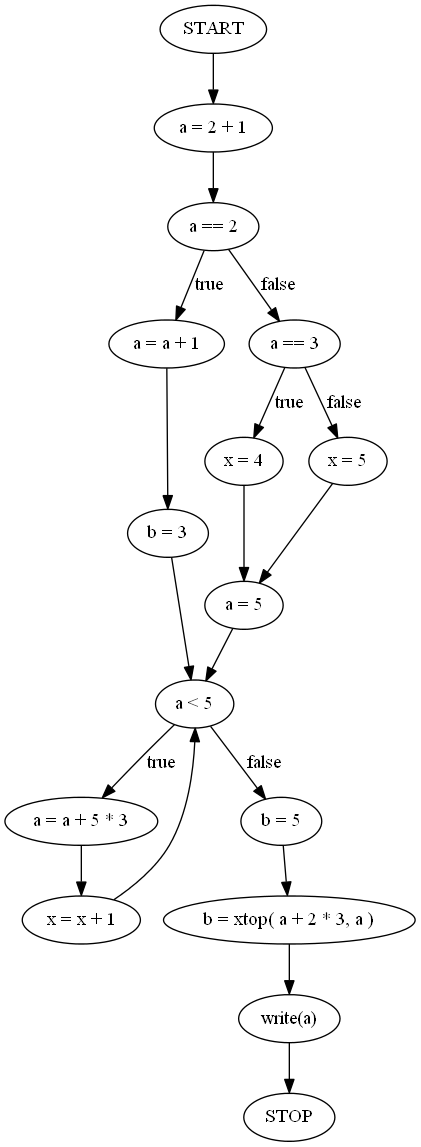 START
a = 2 + 1
a == 2
true
false
a = a + 1
a == 3
true
false
x = 4
x = 5
b = 3
a = 5
a < 5
true
false
a = a + 5 * 3
b = 5
x = x + 1
b = xtop( a + 2 * 3, a )
write(a)
STOP